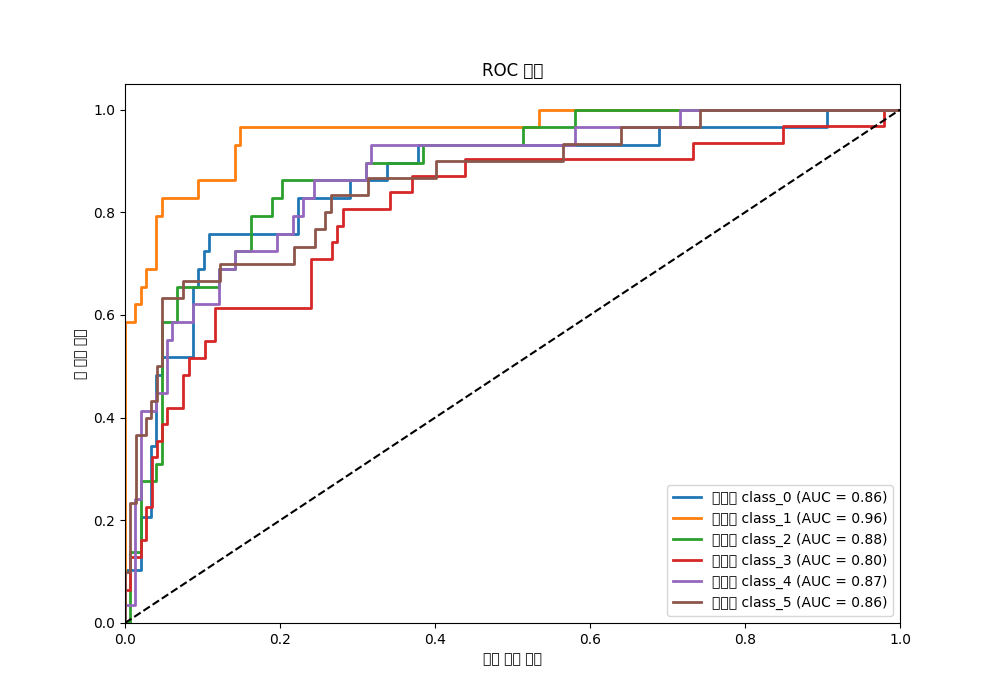 ROC
1.0
0.8
0.6
0.4
0.2
0.0
0.0 0.2 0.4 0.6 0.8 1.0
class_0 (AUC = 0.86)
class_1 (AUC = 0.96)
class_2 (AUC = 0.88)
class_3 (AUC = 0.80)
class_4 (AUC = 0.87)
class_5 (AUC = 0.86)